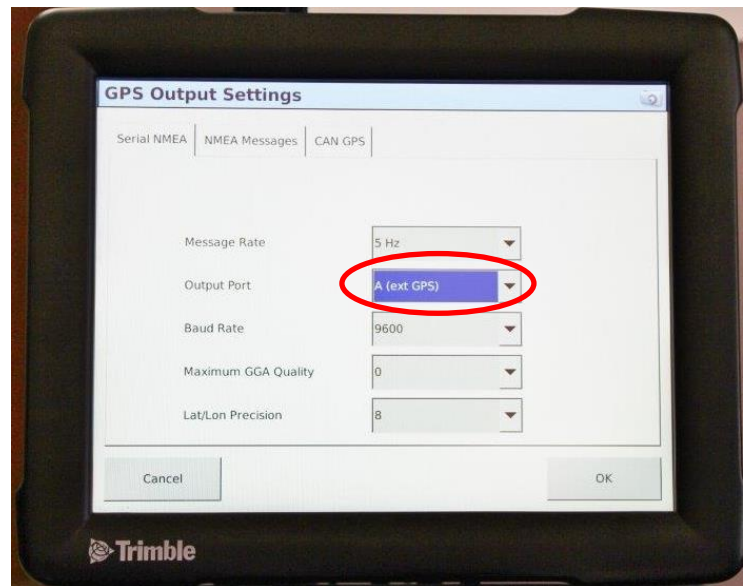 GPS Output Settings
Serial NMEA NMEA Messages CAN GPS
Message Rate 5 Hz
Output Port A (ext GPS)
Baud Rate 9600
Maximum GGA Quality 0
Lat/Lon Precision 8
Cancel OK
Trimble